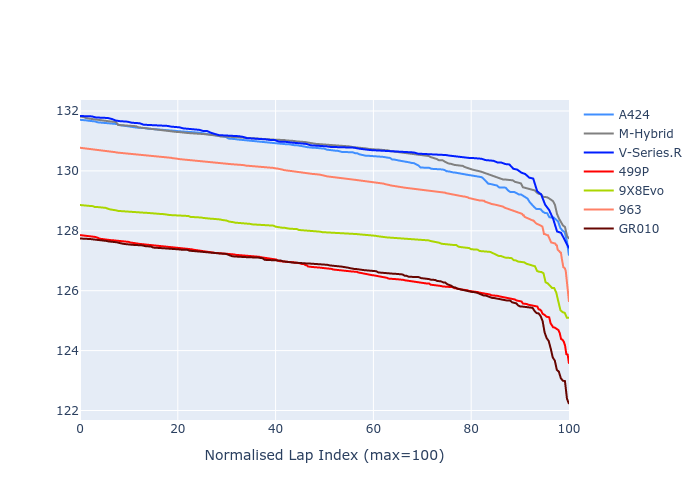 132
130
128
126
124
122
0
20
40
60
80
100
Normalised Lap Index (max=100)
A424
M-Hybrid
V-Series.R
499P
9X8Evo
963
GR010